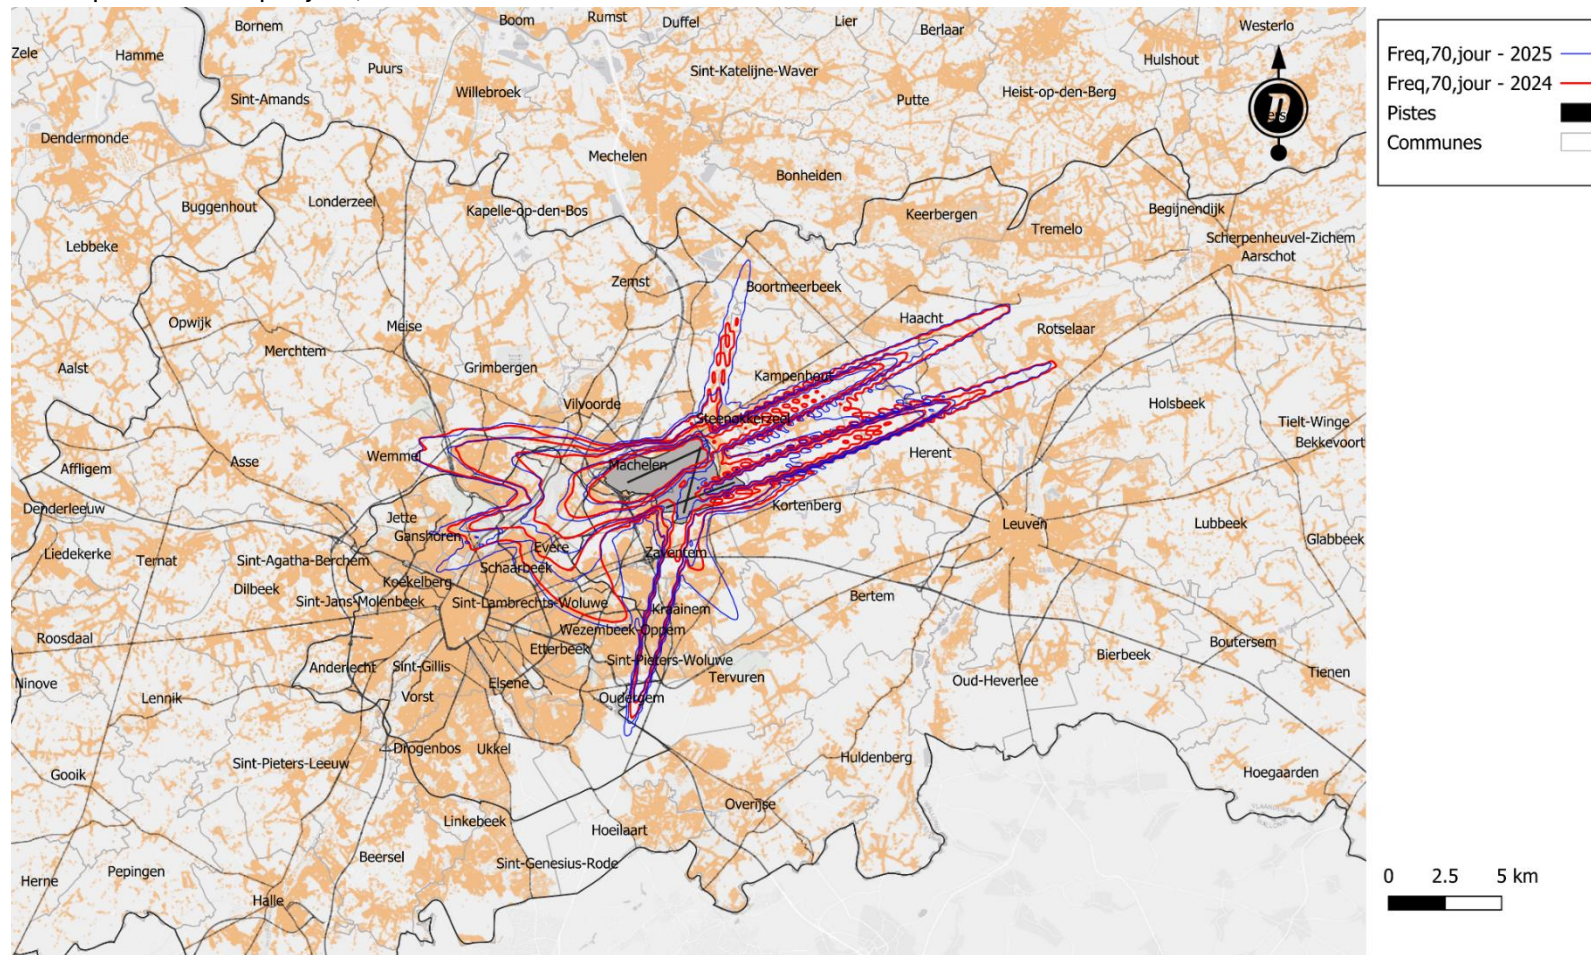 Bornem
Boom
Rumst
Duffel
Lier
Berlaar
Westerlo
Zele
Hamme
Puurs
Sint-Katelijne-Waver
Hulshout
Sint-Amands
Willebroek
Putte
Heist-op-den-Berg
Dendermonde
Mechelen
Bonheiden
Buggenhout
Londerzeel
Kapelle-op-den-Bos
Keerbergen
Begijnendijk
Tremelo
Lebbeke
Scherpenheuvel-Zichem
Aarschot
Zemst
Boortmeerbeek
Opwijk
Meise
Haacht
Rotselaar
Merchtem
Aalst
Grimbergen
Kampenhout
Vilvoorde
Holsbeek
Steenokkerzeel
Tielt-Winge
Bekkevoort
Affligem
Asse
Wemmel
Machelen
Herent
Denderleeuw
Jette
Kortenberg
Leuven
Lubbeek
Ganshoren
Glabbeek
Liedekerke
Ternat
Sint-Agatha-Berchem
Evere
Zaventem
Schaarbeek
Dilbeek
Koekelberg
Sint-Jans-Molenbeek
Sint-Lambrechts-Woluwe
Kraainem
Bertem
Roosdaal
Wezembeek-Oppem
Etterbeek
Boutersem
Bierbeek
Anderlecht
Sint-Gillis
Sint-Pieters-Woluwe
Tervuren
Tienen
Ninove
Lennik
Vorst
Elsene
Oudergem
Oud-Heverlee
Drogenbos
Ukkel
Sint-Pieters-Leeuw
Huldenberg
Gooik
Hoegaarden
Overijse
Linkebeek
Hoeilaart
Beersel
Sint-Genesius-Rode
Herne
Pepingen
Halle
Freq,70,jour - 2025
Freq,70,jour - 2024
Pistes
Communes
0 2.5 5 km